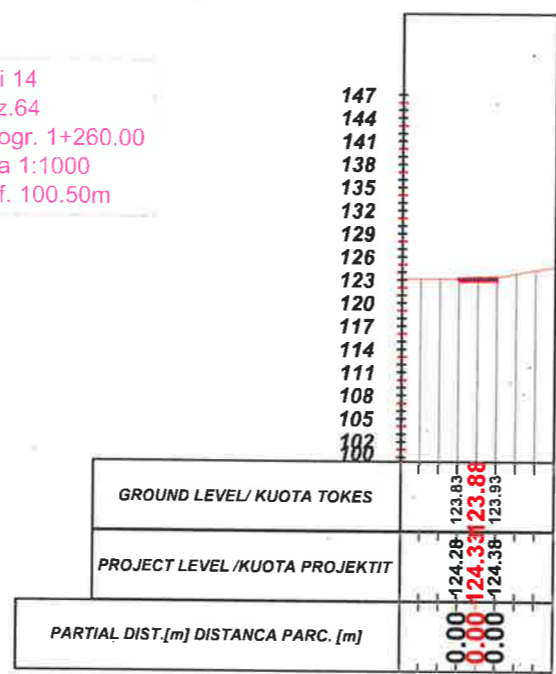 i 14
z.64
ogr. 1+260.00
a 1:1000
f. 100.50m
147
144
141
138
135
132
129
126
123
120
117
114
111
108
105
102
100
GROUND LEVEL/ KUOTA TOKES
123.83 123.88 123.93
PROJECT LEVEL /KUOTA PROJEKTIT
124.28 124.33 124.38
PARTIAL DIST.[m] DISTANCA PARC. [m]
0.00 0.00 0.00